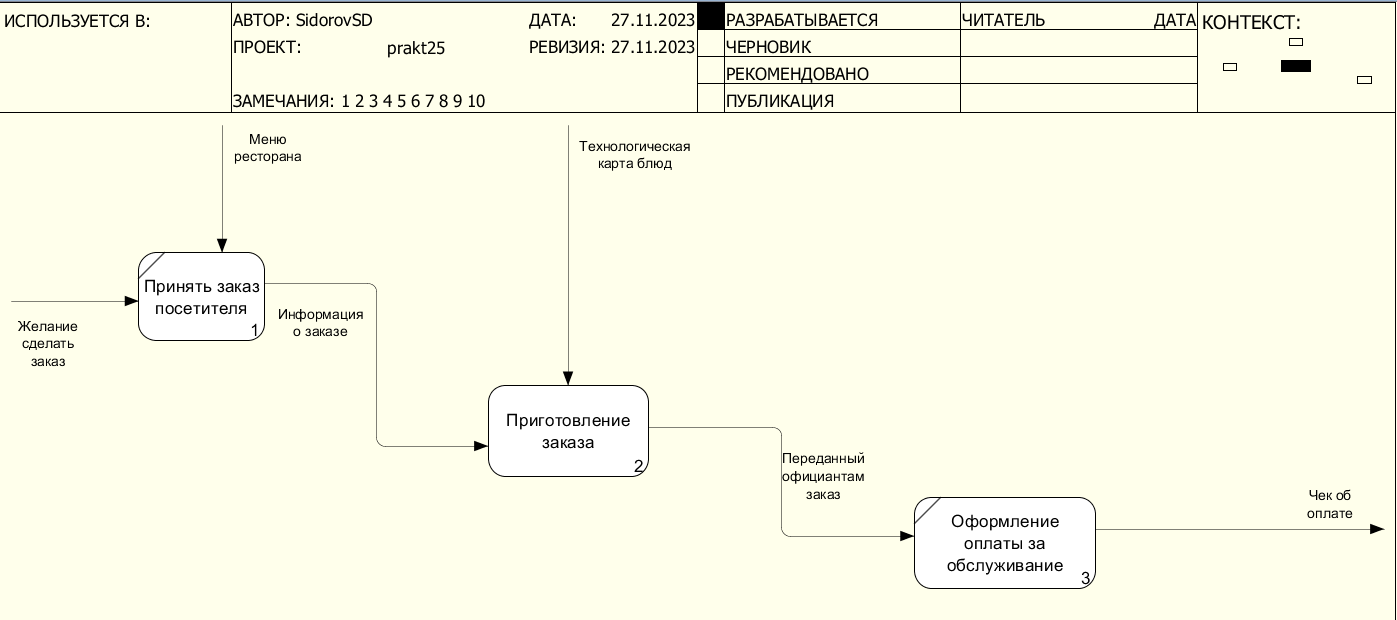 ИСПОЛЬЗУЕТСЯ В:
АВТОР: SidorovSD
ДАТА: 27.11.2023
ПРОЕКТ: prakt25
РЕВИЗИЯ: 27.11.2023
ЗАМЕЧАНИЯ: 1 2 3 4 5 6 7 8 9 10
РАЗРАБАТЫВАЕТСЯ
ЧЕРНОВИК
РЕКОМЕНДОВАНО
ПУБЛИКАЦИЯ
ЧИТАТЕЛЬ ДАТА
КОНТЕКСТ:
Меню
ресторана
Технологическая
карта блюд
Желание
сделать
заказ
Принять заказ
посетителя
1
Информация
о заказе
Приготовление
заказа
2
Переданный
официантам
заказ
Оформление
оплаты за
обслуживание
3
Чек об
оплате